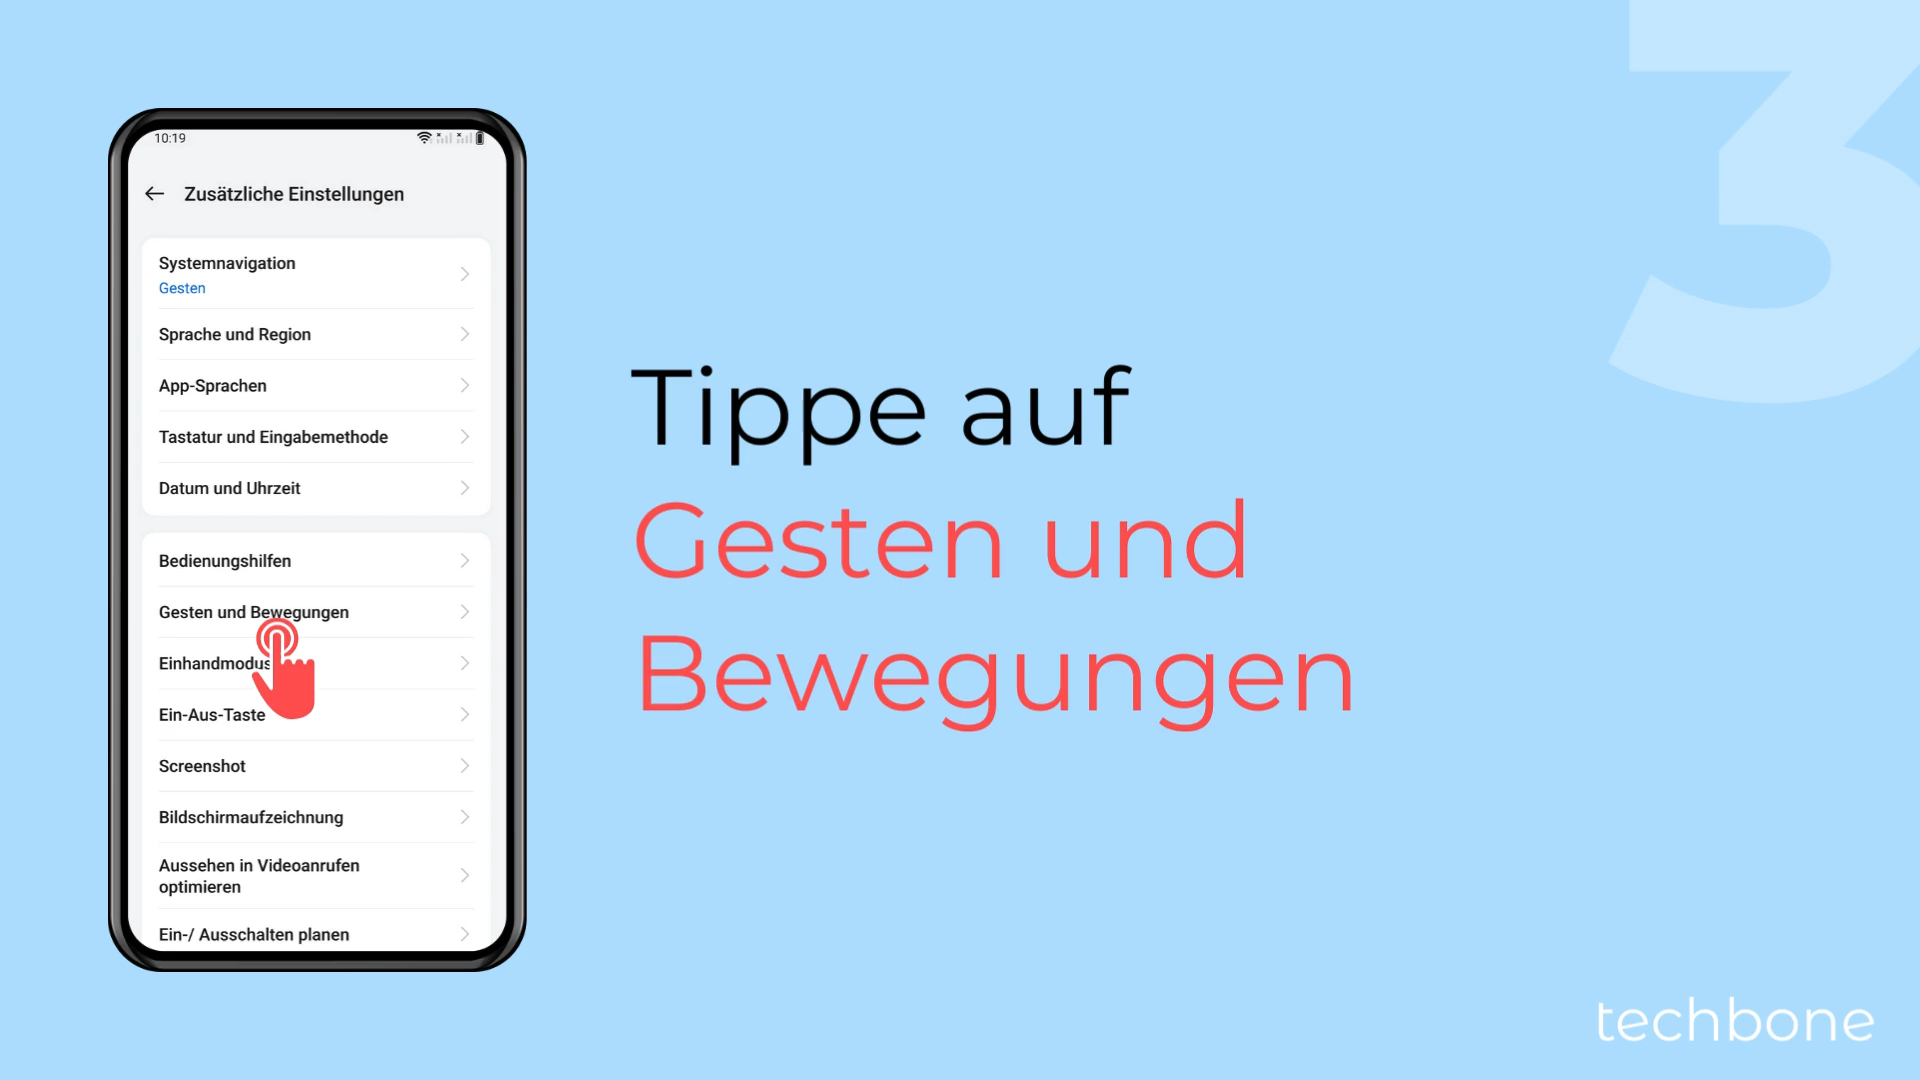 3
10:19
Zusätzliche Einstellungen
Systemnavigation
Gesten
Sprache und Region
App-Sprachen
Tastatur und Eingabemethode
Datum und Uhrzeit
Bedienungshilfen
Gesten und Bewegungen
Einhandmodus
Ein-Aus-Taste
Screenshot
Bildschirmaufzeichnung
Aussehen in Videoanrufen
optimieren
Ein-/ Ausschalten planen
Tippe auf
Gesten und
Bewegungen
techbone